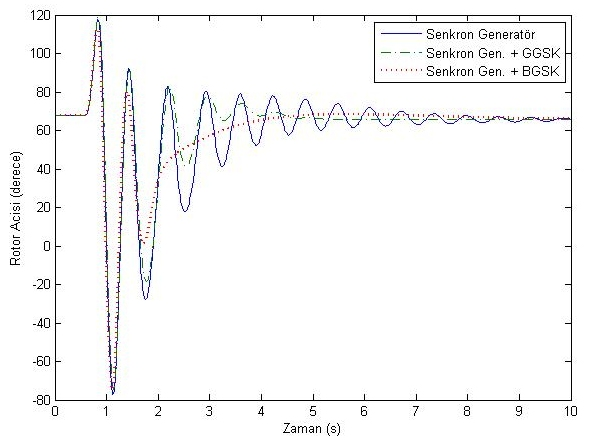 120
100
80
60
40
20
0
-20
-40
-60
-80
Rotor Acisi (derece)
Senkron Generatör
Senkron Gen. + GGSK
Senkron Gen. + BGSK
0 1 2 3 4 5 6 7 8 9 10
Zaman (s)